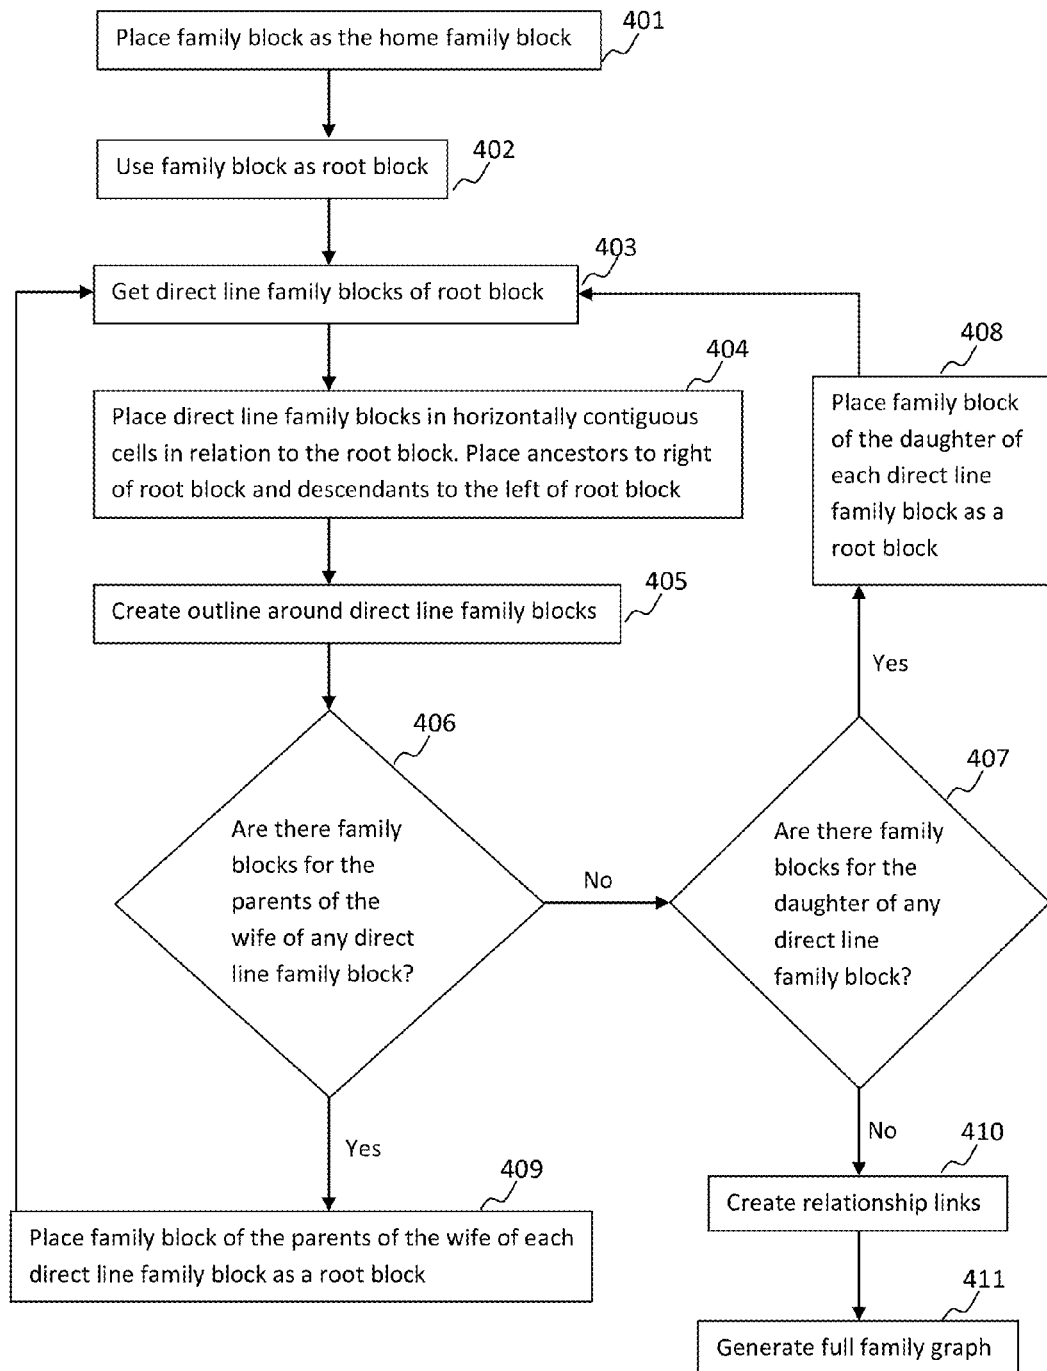 401
Place family block as the home family block
402
Use family block as root block
403
Get direct line family blocks of root block
404
Place direct line family blocks in horizontally contiguous
cells in relation to the root block. Place ancestors to right
of root block and descendants to the left of root block
408
Place family block
of the daughter of
each direct line
family block as a
root block
405
Create outline around direct line family blocks
Yes
406
Are there family
blocks for the
parents of the
wife of any direct
line family block?
No
407
Are there family
blocks for the
daughter of any
direct line
family block?
Yes
No
409
Place family block of the parents of the wife of each
direct line family block as a root block
410
Create relationship links
411
Generate full family graph